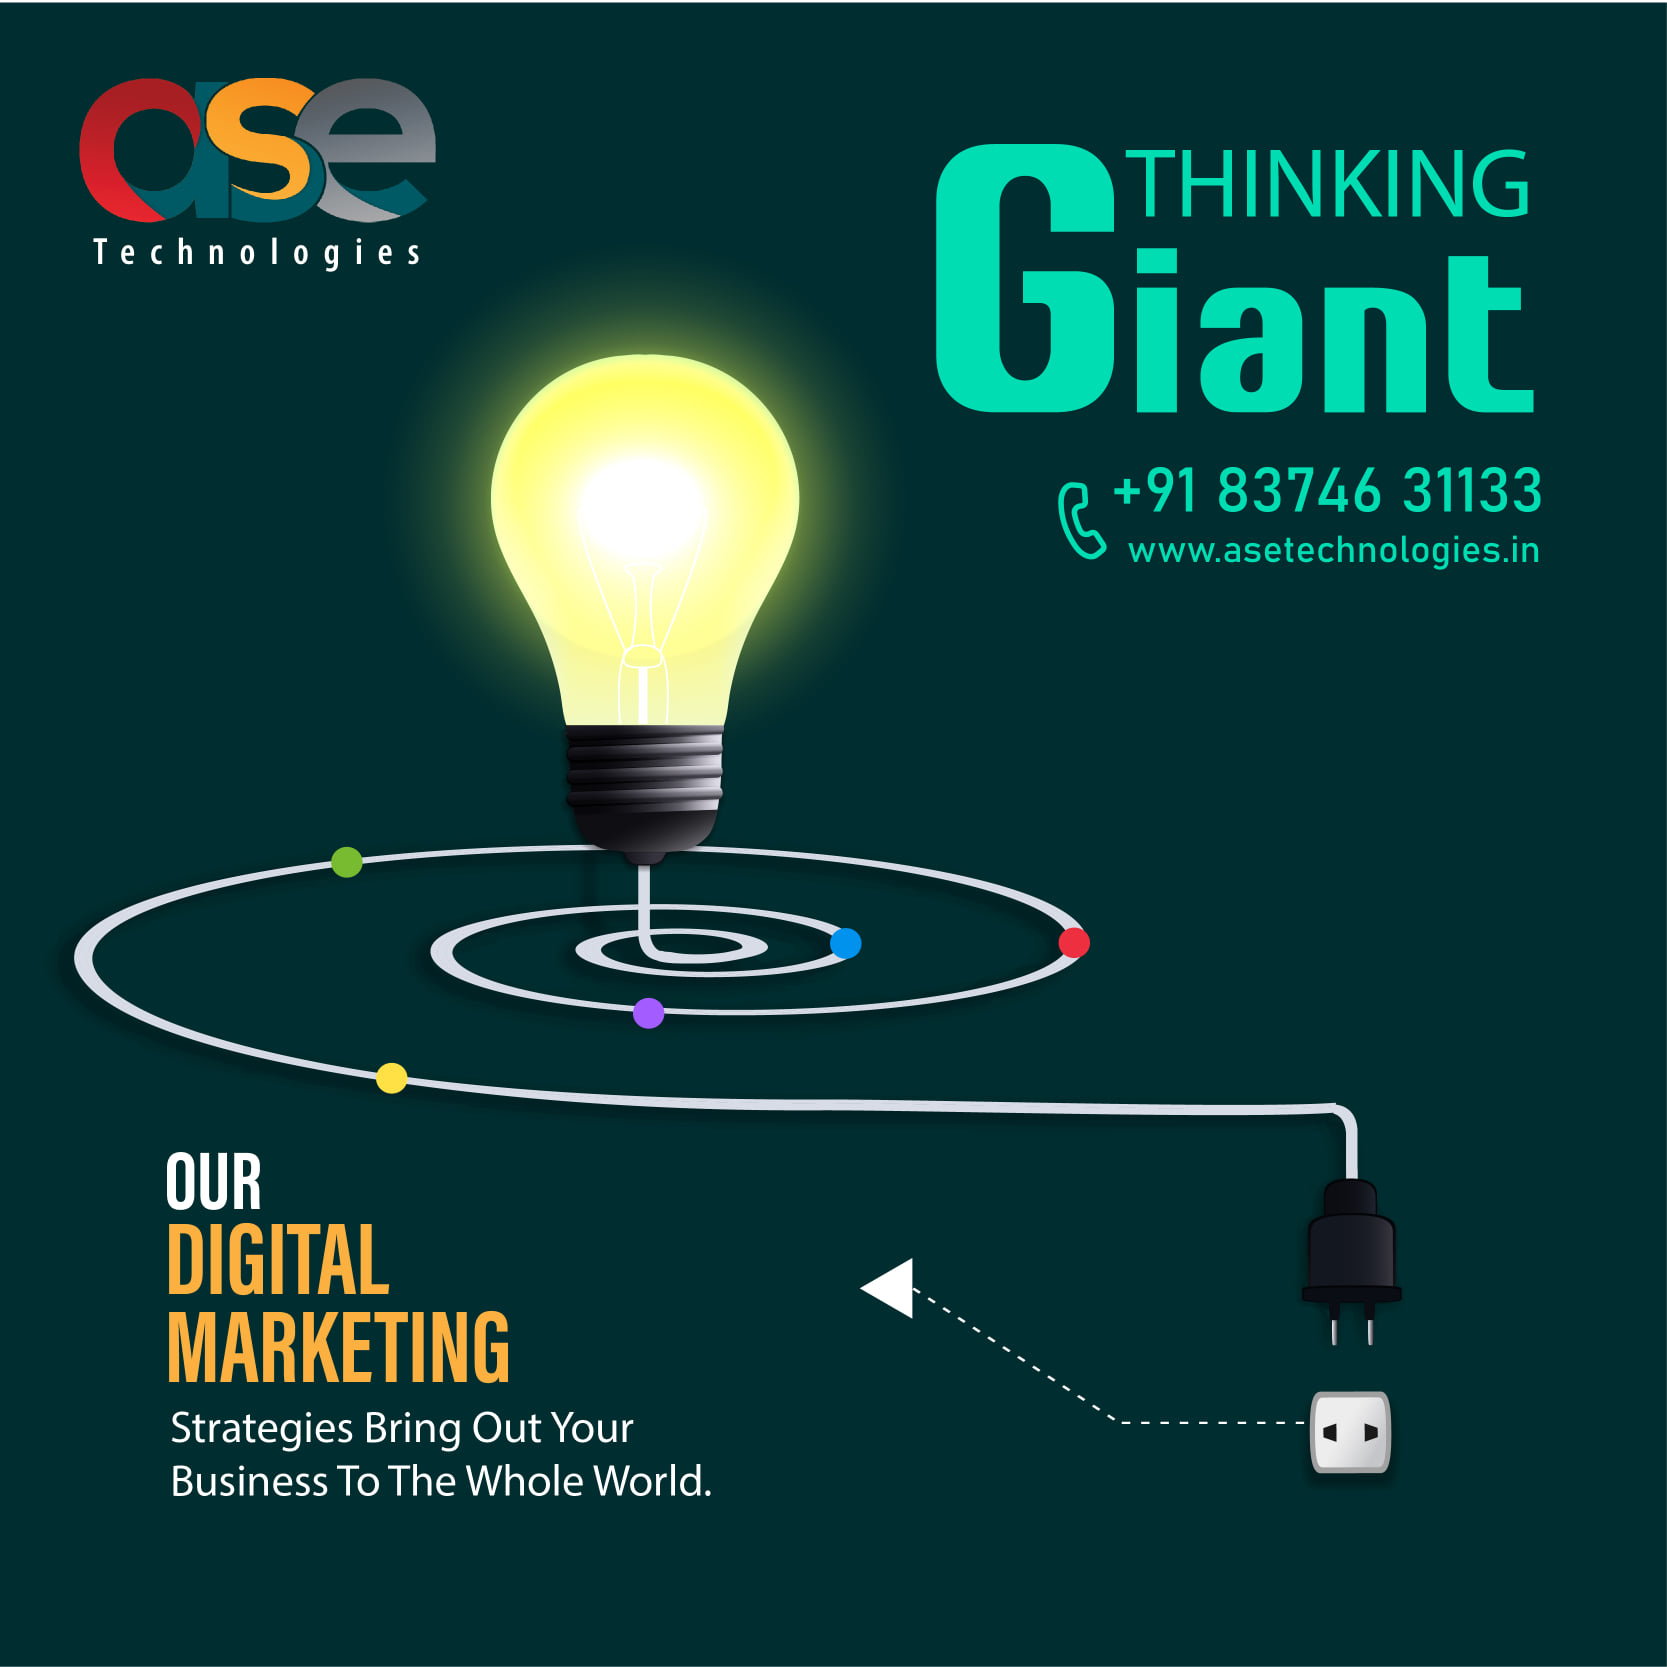 ase
Technologies
THINKING
Giant
+91 83746 31133
www.asetechnologies.in
OUR
DIGITAL
MARKETING
Strategies Bring Out Your
Business To The Whole World.